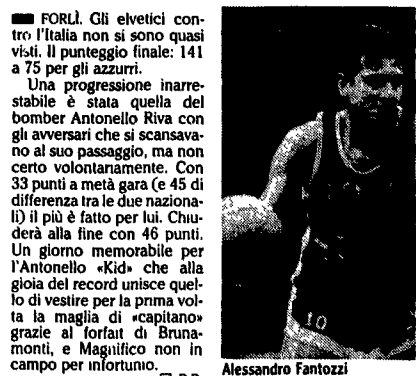 FORLÌ. Gli elvetici con-
tro l'Italia non si sono quasi
visti. Il punteggio finale: 141
a 75 per gli azzurri.
Una progressione inarre-
stabile è stata quella del
bomber Antonello Riva con
gli avversari che si scansava-
no al suo passaggio, ma non
certo volontariamente. Con
33 punti a metà gara (e 45 di
differenza tra le due naziona-
li) il più è fatto per lui. Chiu-
derà alla fine con 46 punti.
Un giorno memorabile per
l'Antonello «Kid» che alla
gioia del record unisce quel-
lo di vestire per la prima vol-
ta la maglia di «capitano»
grazie al forfait di Bruna-
monti, e Magnifico non in
campo per infortunio.
10
Alessandro Fantozzi